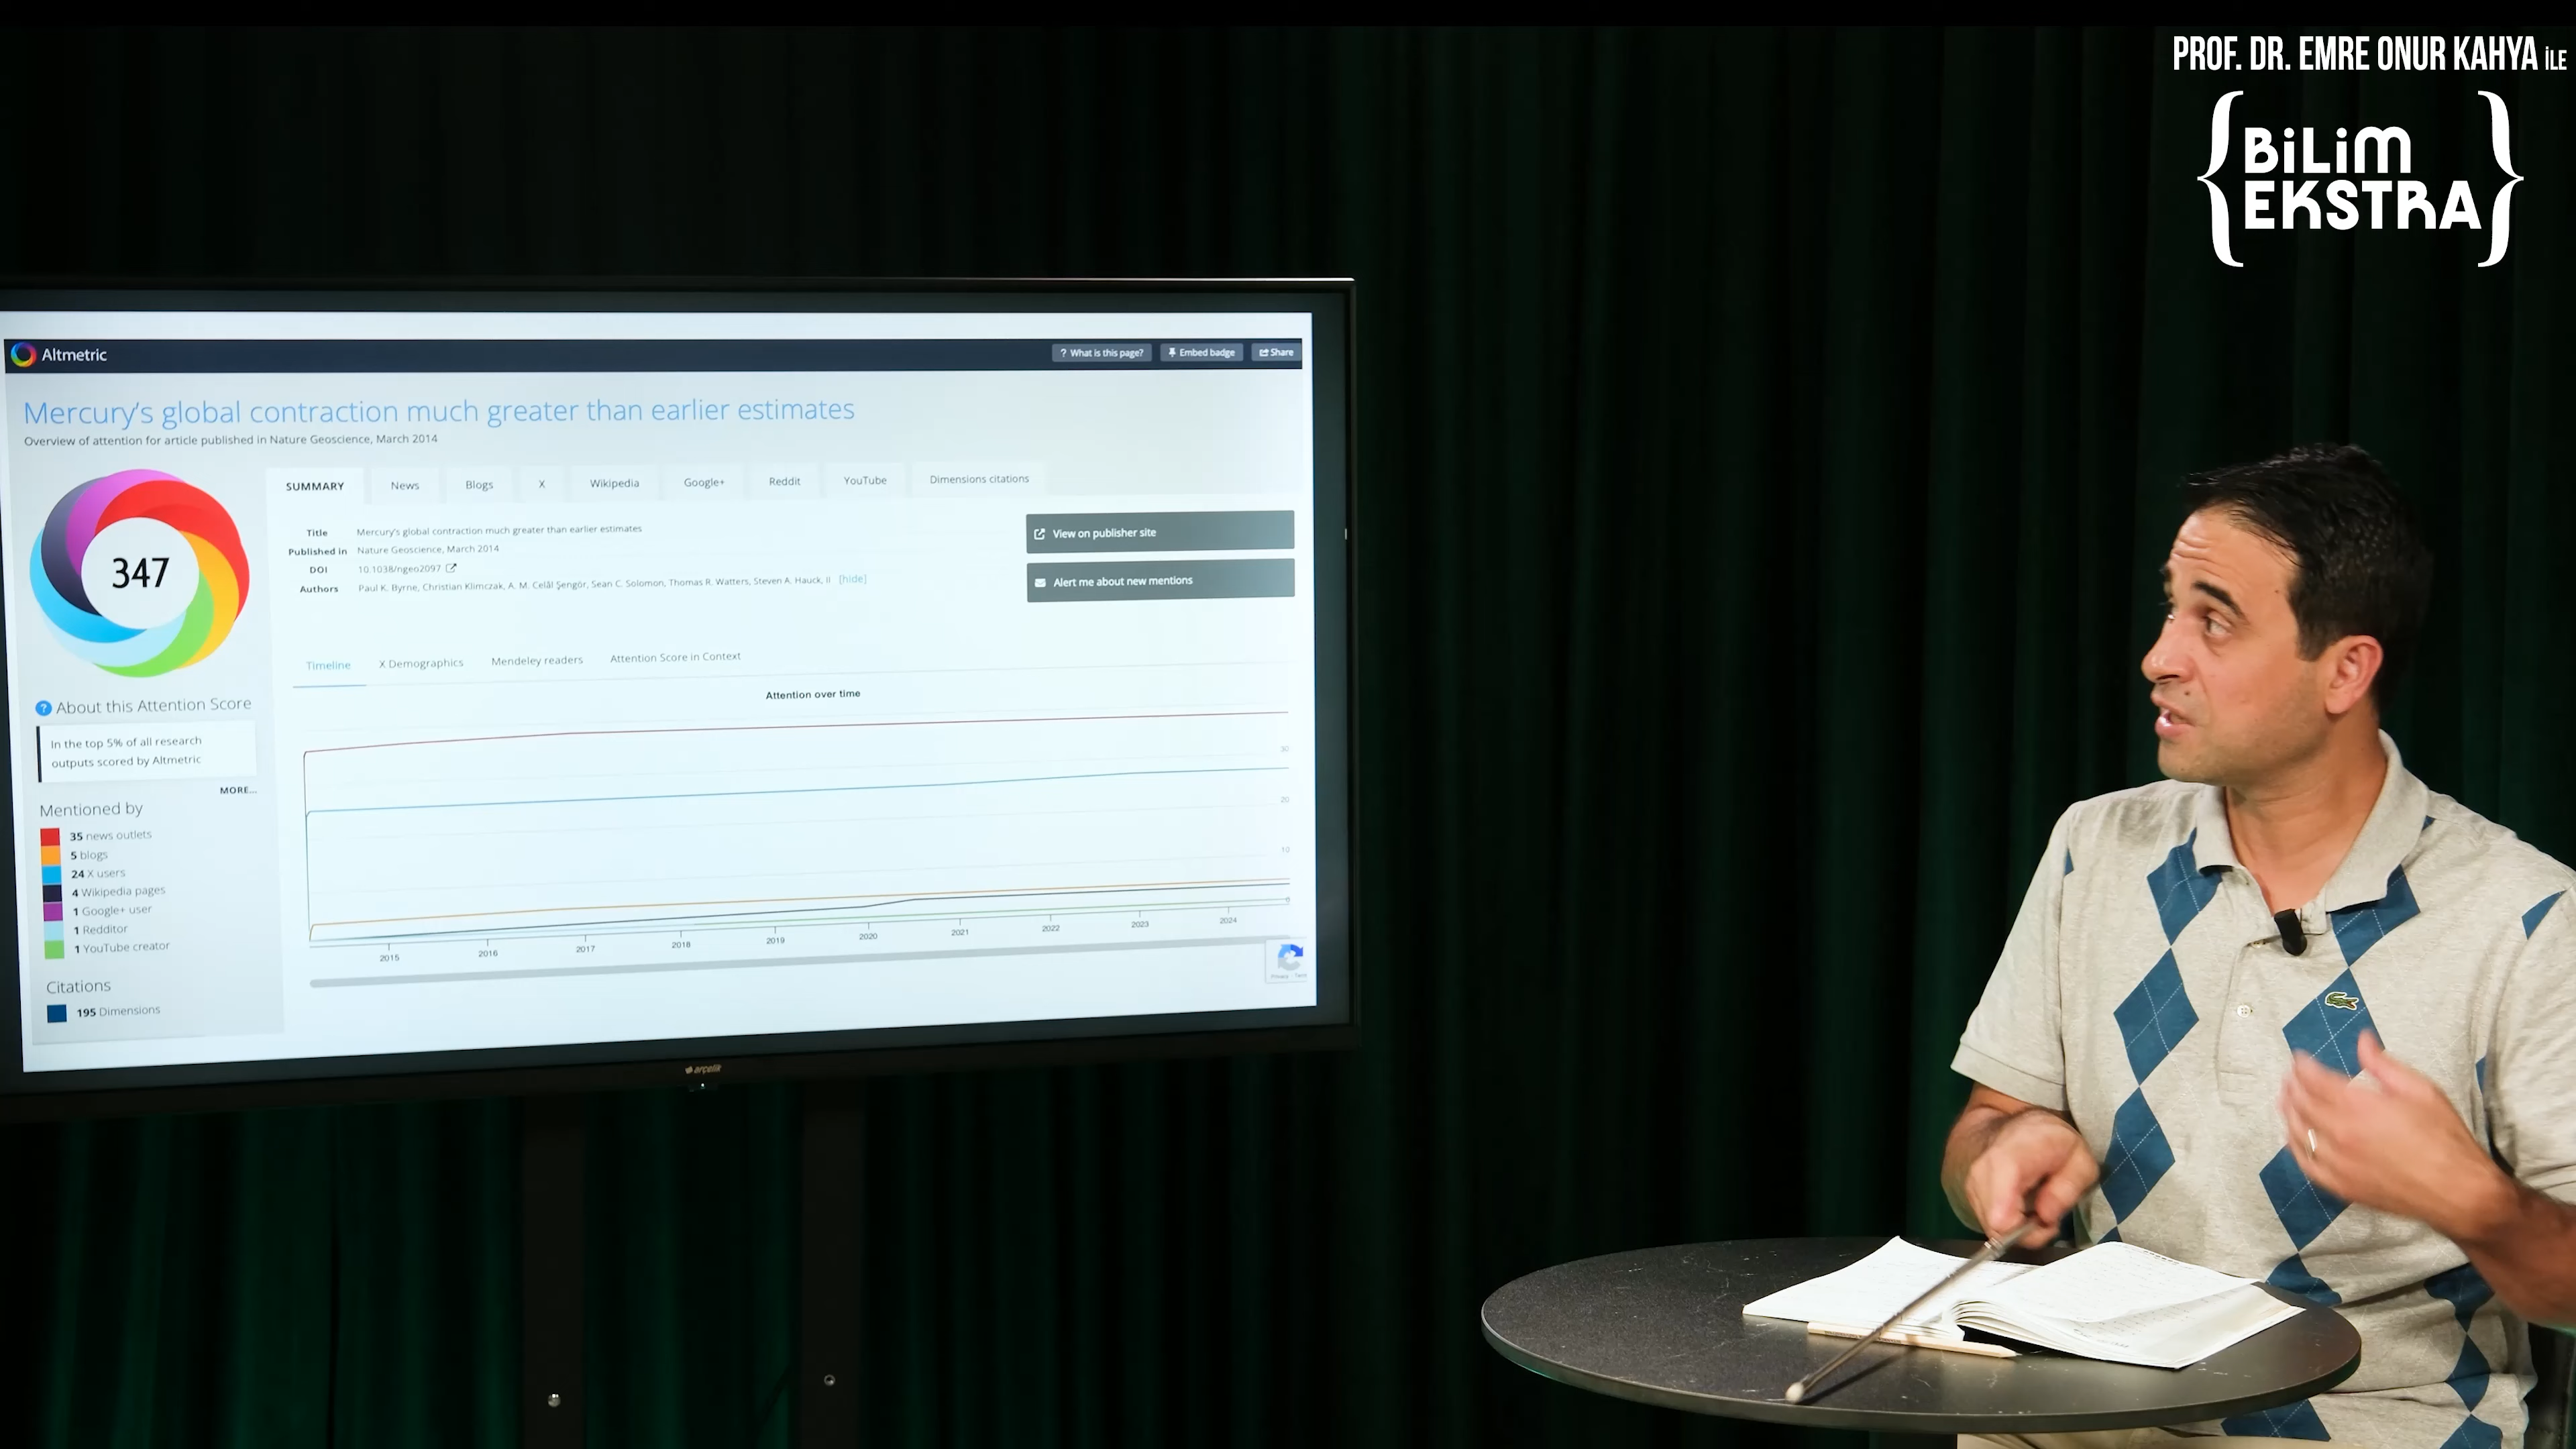 PROF. DR. EMRE ONUR KAHYA İLE
BİLİM
EKSTRA
Altmetric
? What is this page?
Embed badge
Share
Mercury's global contraction much greater than earlier estimates
Overview of attention for article published in Nature Geoscience, March 2014
347
SUMMARY
News
Blogs
X
Wikipedia
Google+
Reddit
YouTube
Dimensions citations
Title Mercury's global contraction much greater than earlier estimates
Published in Nature Geoscience, March 2014
DOI 10.1038/ngeo2097
Authors Paul K. Byrne, Christian Klimczak, A. M. Celâl Şengör, Sean C. Solomon, Thomas R. Watters, Steven A. Hauck, II [hide]
View on publisher site
Alert me about new mentions
? About this Attention Score
In the top 5% of all research
outputs scored by Altmetric
MORE...
Mentioned by
35 news outlets
5 blogs
24 X users
4 Wikipedia pages
1 Google+ user
1 Redditor
1 YouTube creator
Citations
195 Dimensions
Timeline
X Demographics
Mendeley readers
Attention Score in Context
Attention over time
30
20
10
0
2015
2016
2017
2018
2019
2020
2021
2022
2023
2024
arçelik